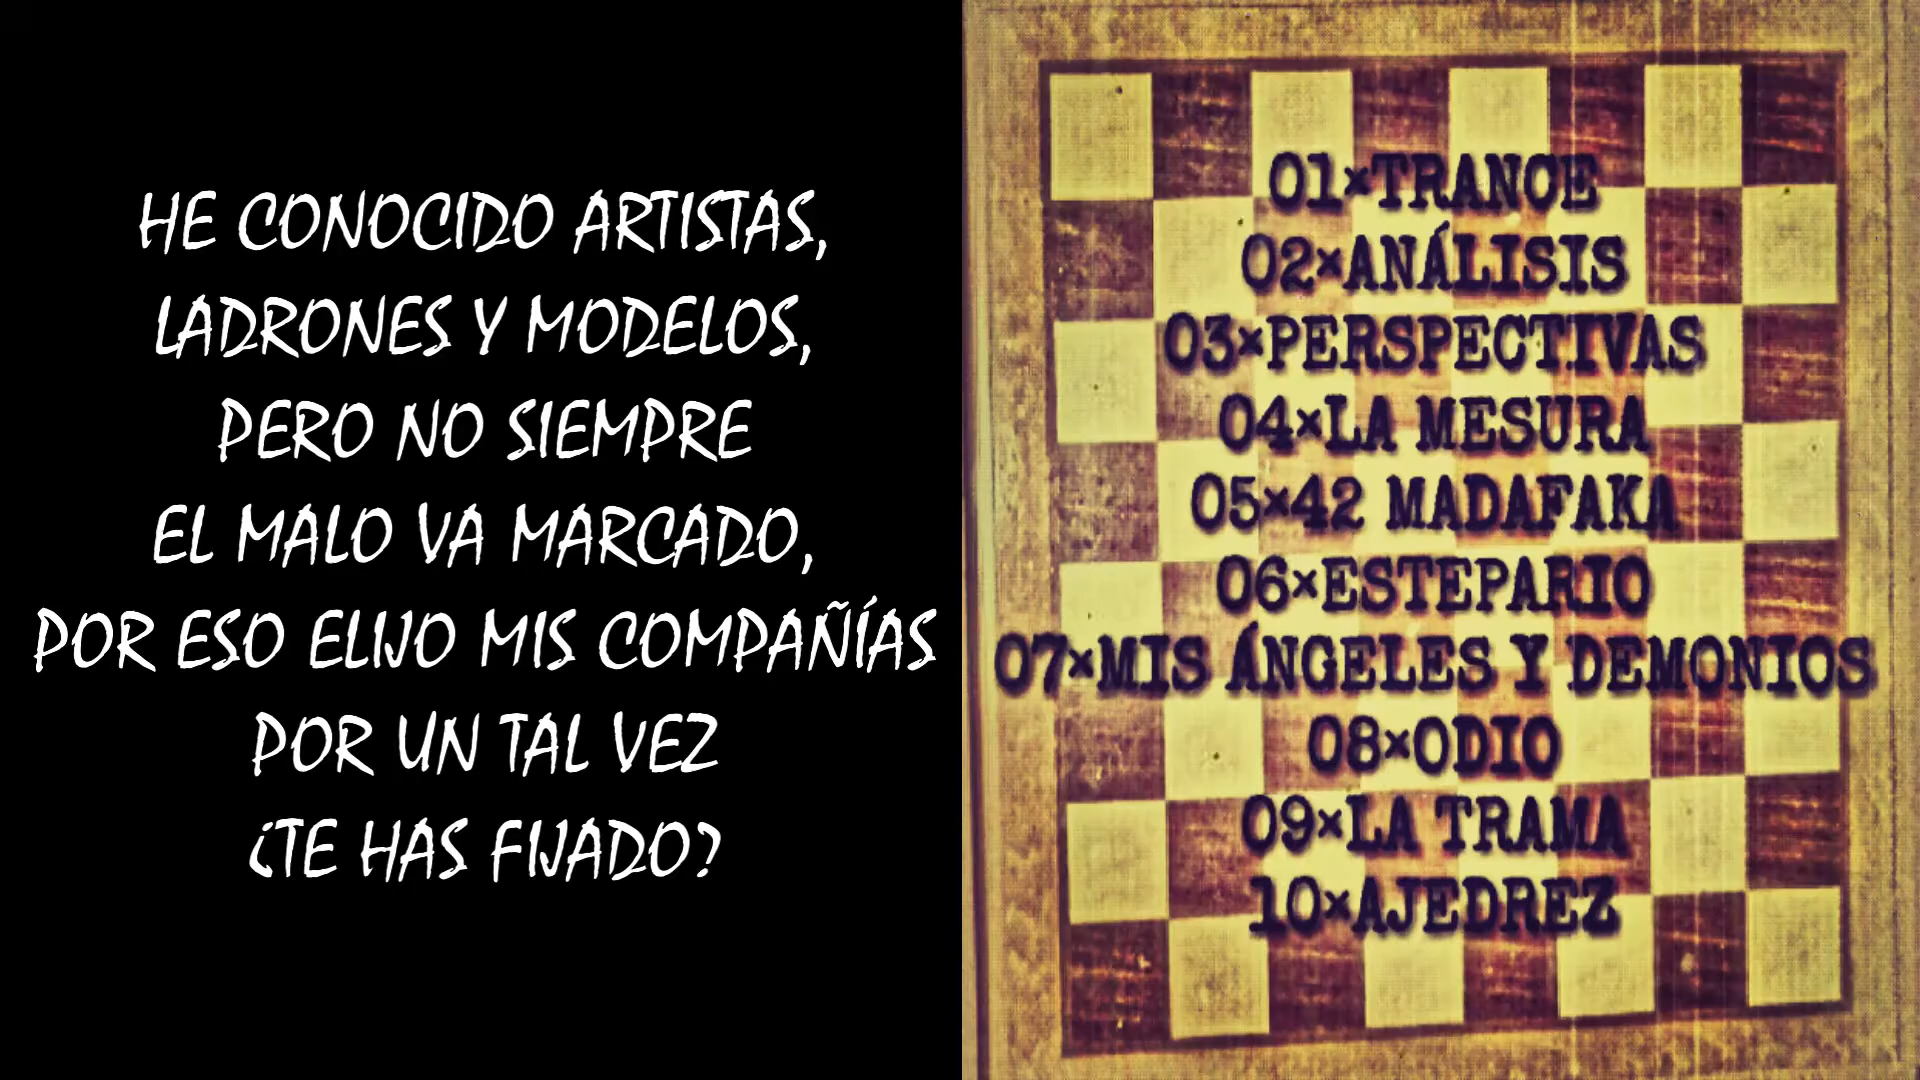 HE CONOCIDO ARTISTAS,
LADRONES Y MODELOS,
PERO NO SIEMPRE
EL MALO VA MARCADO,
POR ESO ELIJO MIS COMPAÑÍAS
POR UN TAL VEZ
¿TE HAS FIJADO?
01×TRANCE
02×ANÁLISIS
03×PERSPECTIVAS
04×LA MESURA
05×42 MADAFAKA
06×ESTEPARIO
07×MIS ÁNGELES Y DEMONIOS
08×ODIO
09×LA TRAMA
10×AJEDREZ